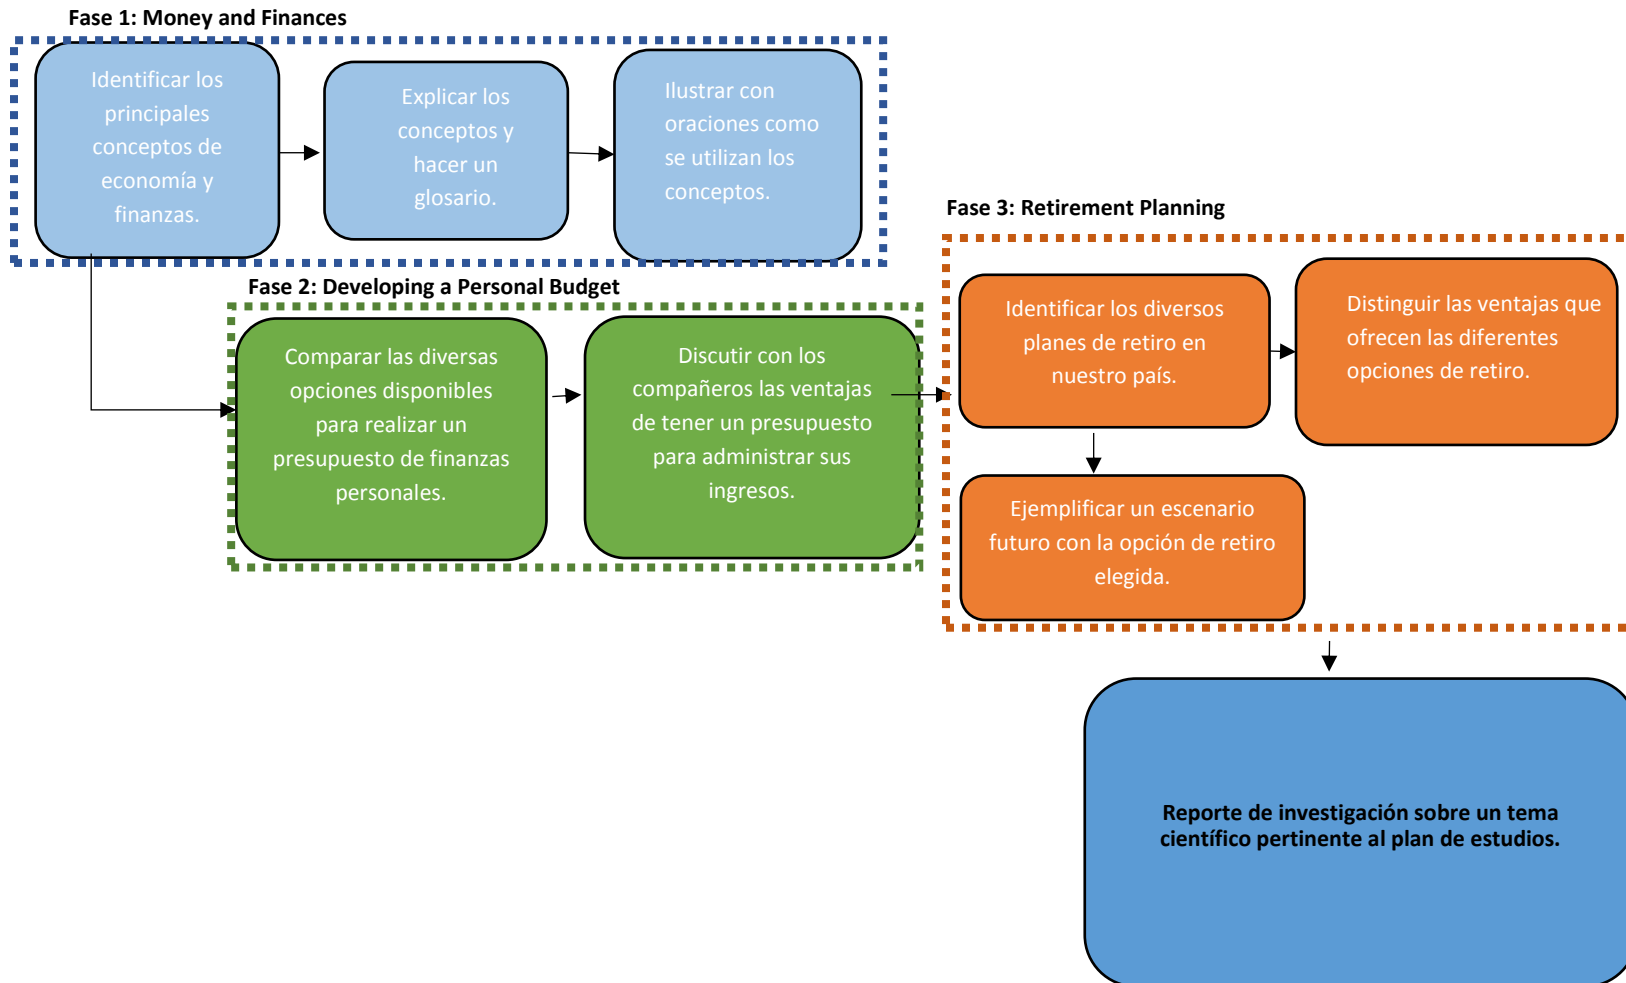 Fase 1: Money and Finances
Identificar los
principales
conceptos de
economía y
finanzas.
Explicar los
conceptos y
hacer un
glosario.
Ilustrar con
oraciones como
se utilizan los
conceptos.
Fase 2: Developing a Personal Budget
Comparar las diversas
opciones disponibles
para realizar un
presupuesto de finanzas
personales.
Discutir con los
compañeros las ventajas
de tener un presupuesto
para administrar sus
ingresos.
Fase 3: Retirement Planning
Identificar los diversos
planes de retiro en
nuestro país.
Distinguir las ventajas que
ofrecen las diferentes
opciones de retiro.
Ejemplificar un escenario
futuro con la opción de retiro
elegida.
Reporte de investigación sobre un tema
científico pertinente al plan de estudios.